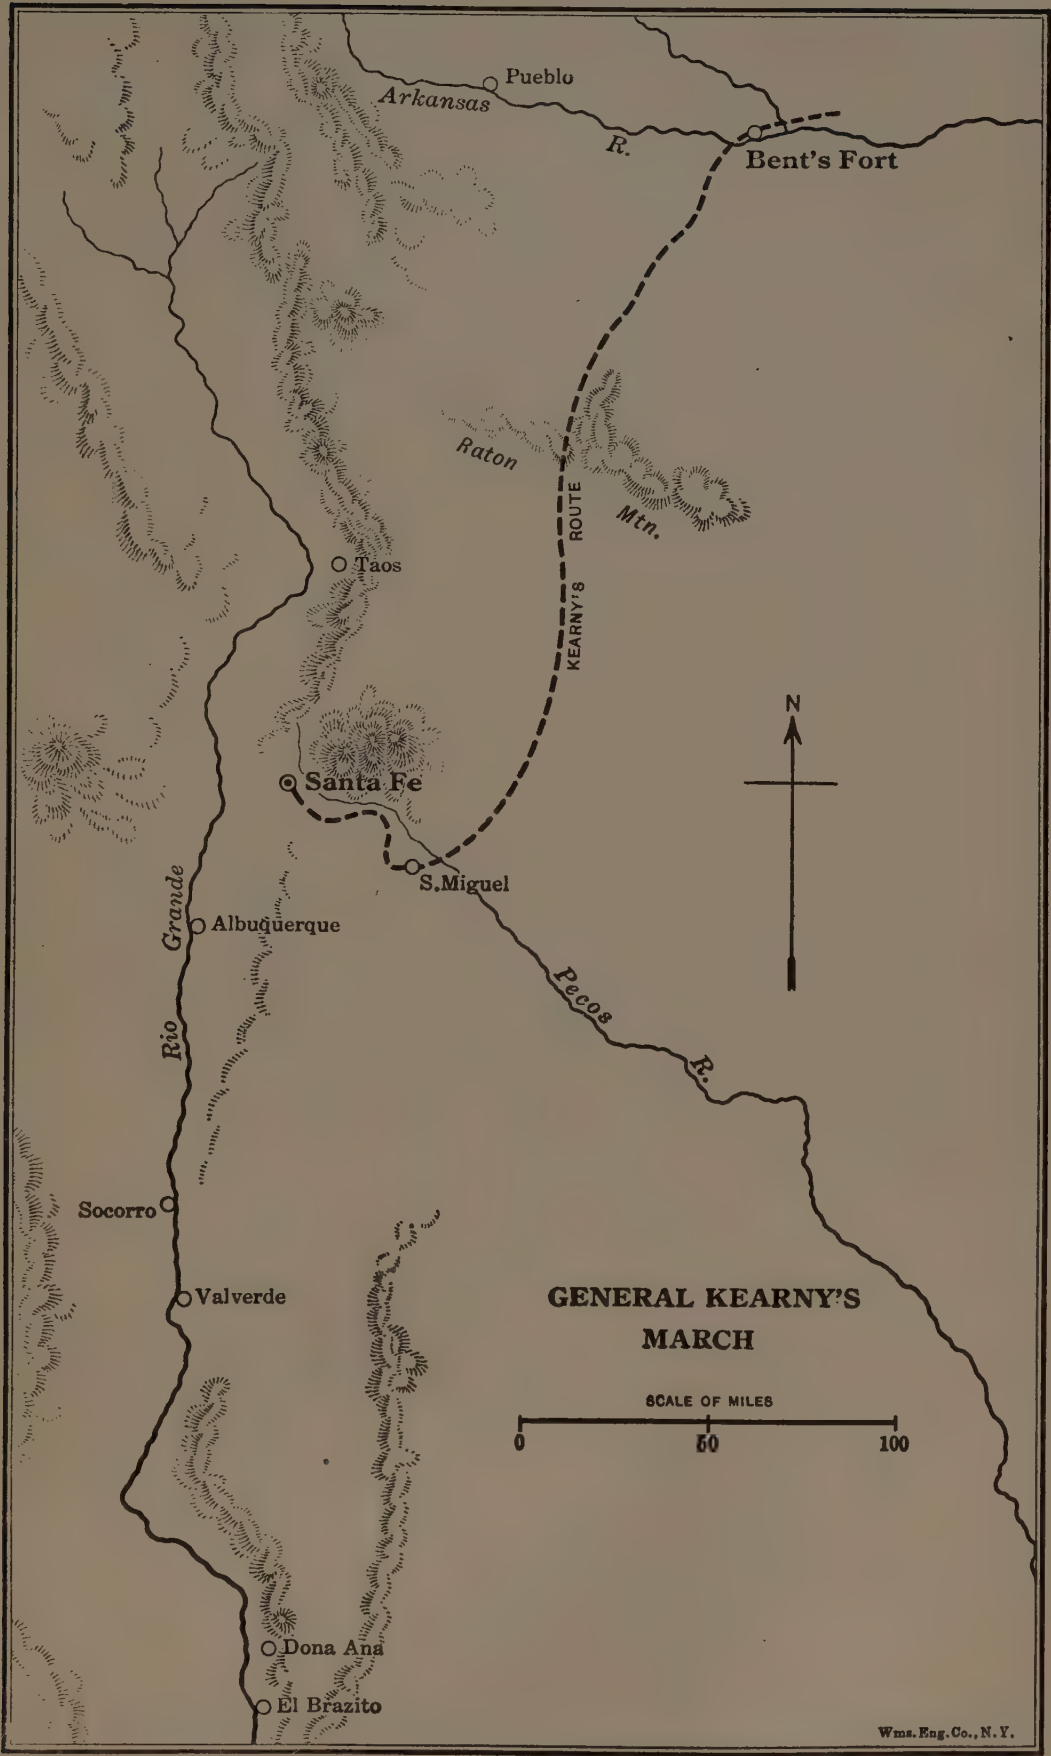 Pueblo
Arkansas
R.
Bent's Fort
Raton
Mtn.
KEARNY'S ROUTE
Taos
N
Santa Fe
S.Miguel
Rio Grande
Albuquerque
Pecos
R.
Socorro
Valverde
GENERAL KEARNY'S
MARCH
SCALE OF MILES
0 50 100
Dona Ana
El Brazito
Wms.Eng.Co., N.Y.